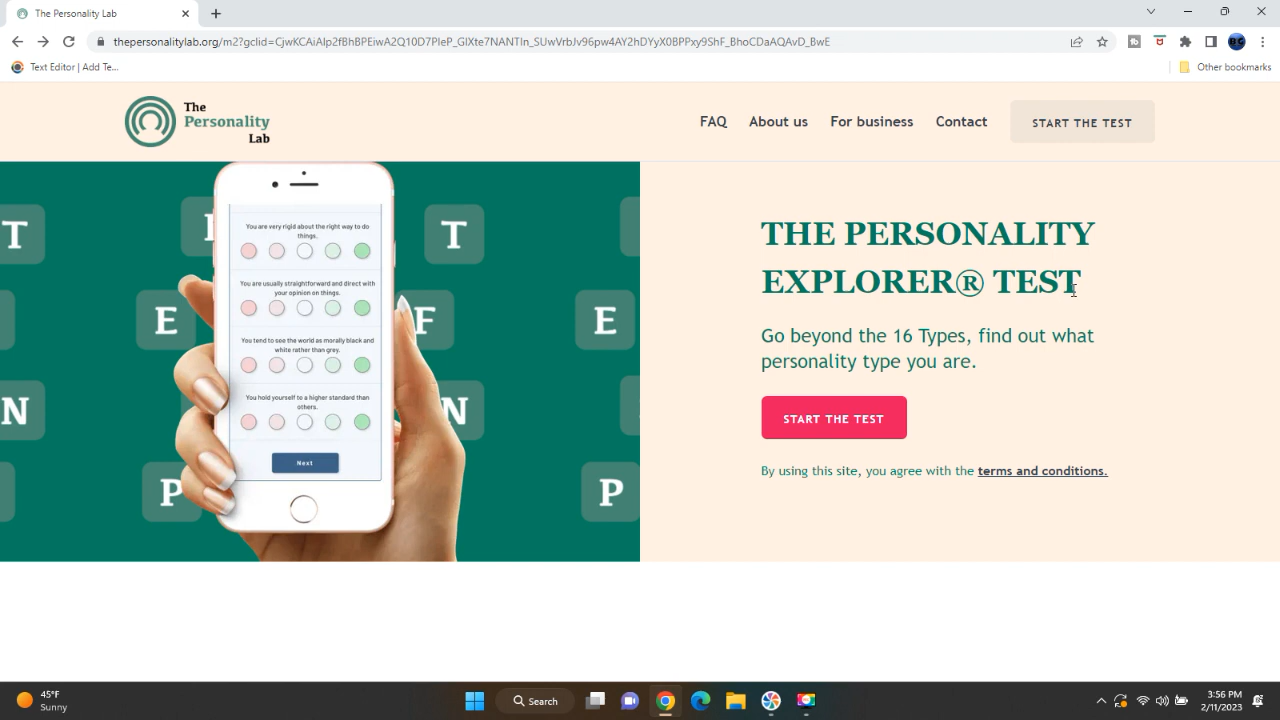 The Personality Lab
thepersonalitylab.org/m2?gclid=CjwKCAiAlp2fBhBPEiwA2Q10D7PleP_GlXte7NANTIn_SUwVrbJv96pw4AY2hDYyX0BPPxy9ShF_BhoCDaAQAvD_BwE
Text Editor | Add Te...
Other bookmarks
The
Personality
Lab
FAQ
About us
For business
Contact
START THE TEST
T
T
E
F
E
N
N
P
P
You are very rigid about the right way to do
things.
You are usually straightforward and direct with
your opinion on things.
You tend to see the world as morally black and
white rather than grey.
You hold yourself to a higher standard than
others.
Next
THE PERSONALITY
EXPLORER® TEST
Go beyond the 16 Types, find out what
personality type you are.
START THE TEST
By using this site, you agree with the terms and conditions.
45°F
Sunny
Search
3:56 PM
2/11/2023